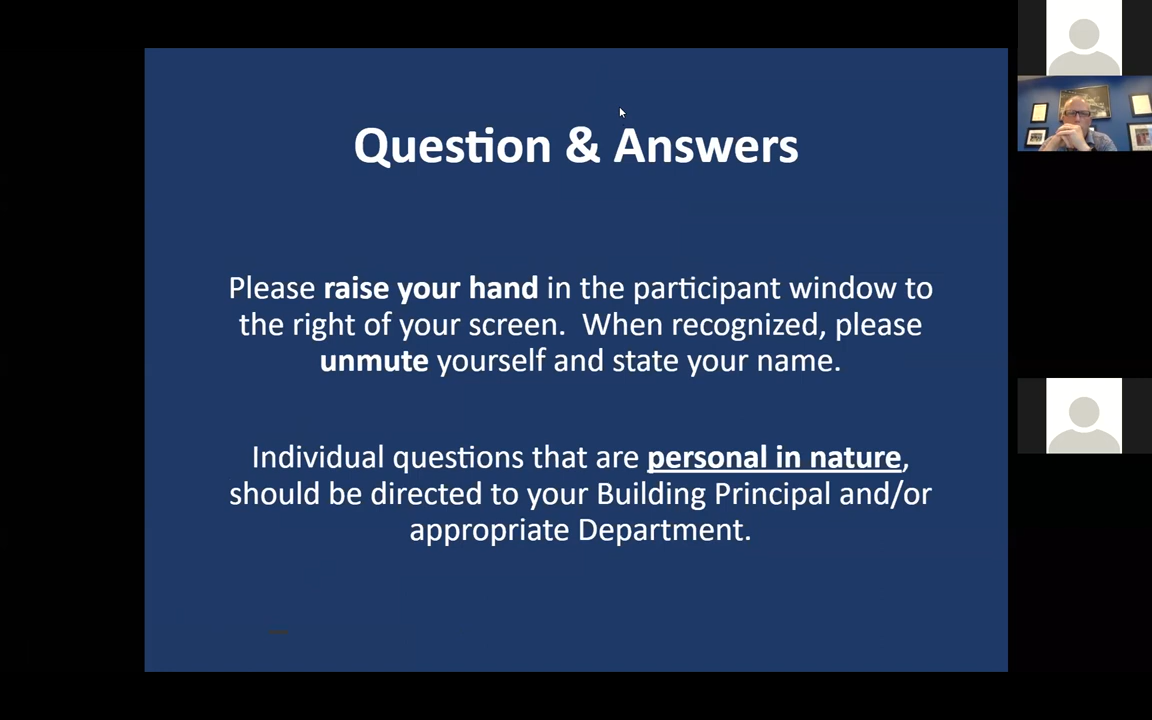 Question & Answers
Please raise your hand in the participant window to
the right of your screen.  When recognized, please
unmute yourself and state your name.
Individual questions that are personal in nature,
should be directed to your Building Principal and/or
appropriate Department.